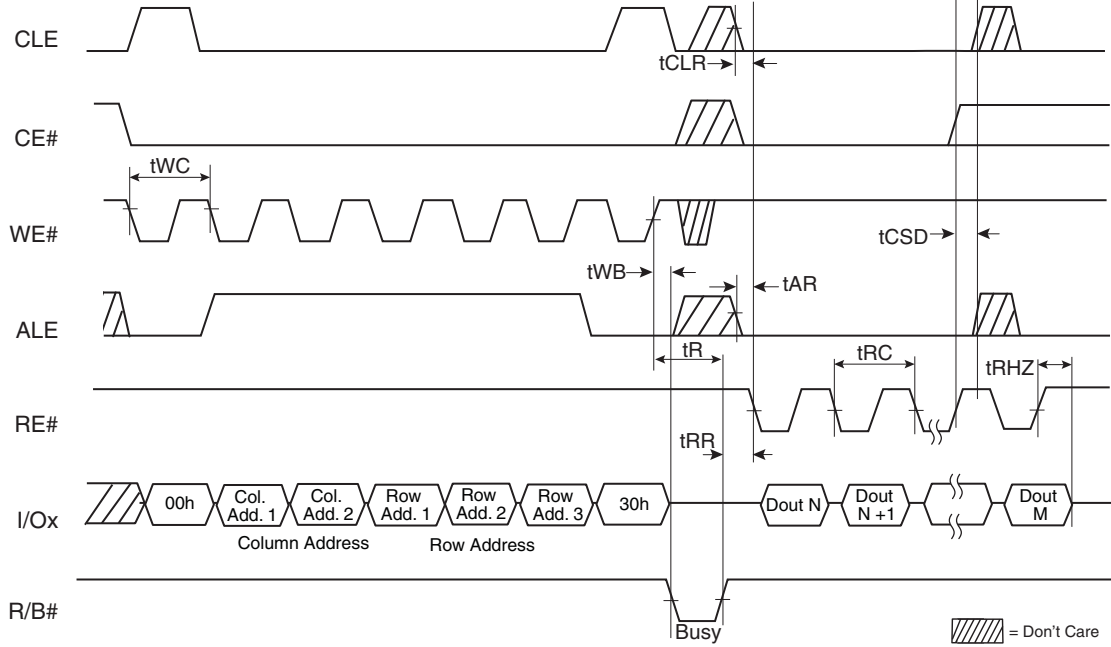 CLE
tCLR
CE#
tWC
WE#
tCSD
tWB
tAR
ALE
tR
tRC
tRHZ
RE#
tRR
I/Ox
00h
Col.
Add. 1
Col.
Add. 2
Row
Add. 1
Row
Add. 2
Row
Add. 3
30h
Dout N
Dout
N +1
Dout
M
Column Address
Row Address
R/B#
Busy
= Don't Care